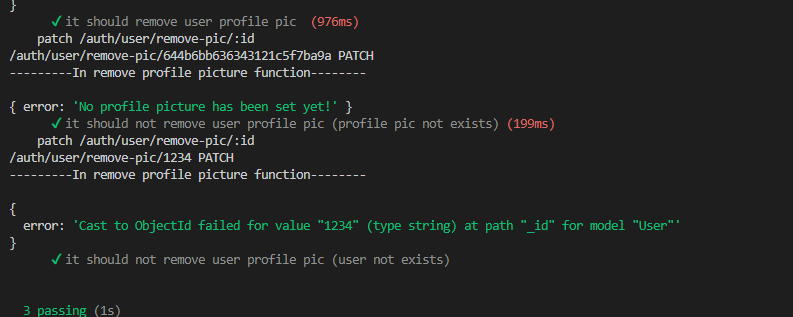 }
✓ it should remove user profile pic (976ms)
patch /auth/user/remove-pic/:id
/auth/user/remove-pic/644b6bb636343121c5f7ba9a PATCH
---------In remove profile picture function--------
{ error: 'No profile picture has been set yet!' }
✓ it should not remove user profile pic (profile pic not exists) (199ms)
patch /auth/user/remove-pic/:id
/auth/user/remove-pic/1234 PATCH
---------In remove profile picture function--------
{
error: 'Cast to ObjectId failed for value "1234" (type string) at path "_id" for model "User"'
}
✓ it should not remove user profile pic (user not exists)
3 passing (1s)